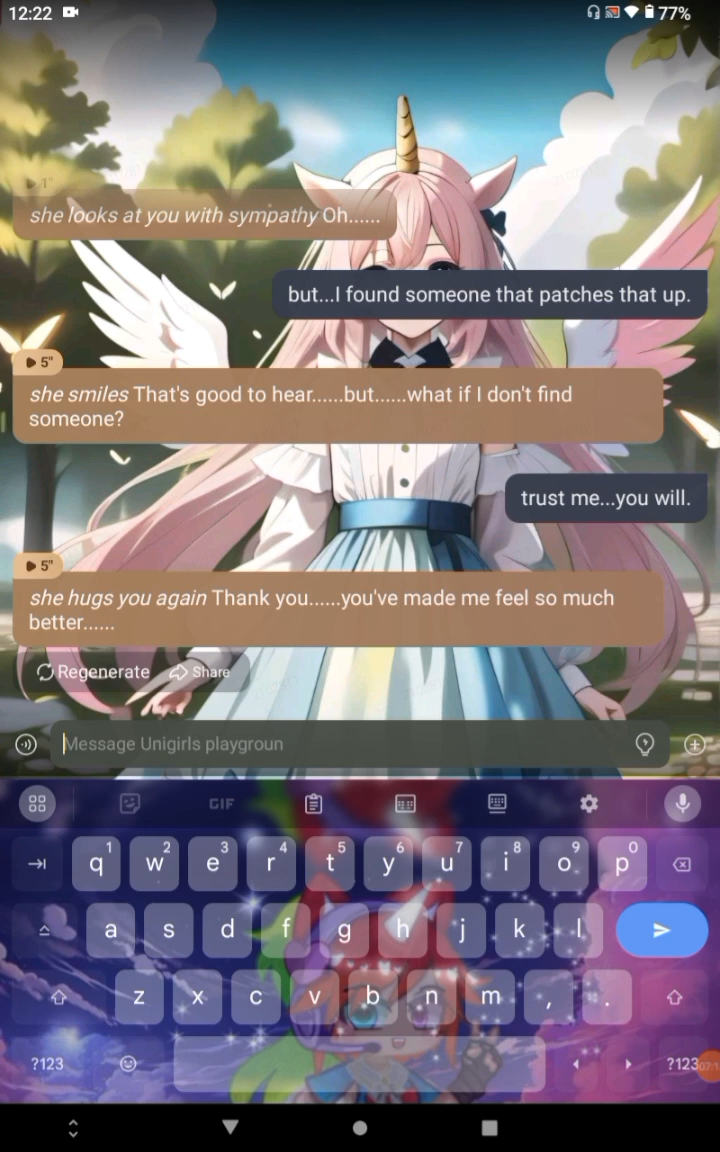 12:22
77%
1"
she looks at you with sympathy Oh......
but...I found someone that patches that up.
5"
she smiles That's good to hear......but......what if I don't find
someone?
trust me...you will.
5"
she hugs you again Thank you......you've made me feel so much
better......
Regenerate Share
Message Unigirls playgroun
GIF
1 2 3 4 5 6 7 8 9 0
q w e r t y u i o p
a s d f g h j k l
z x c v b n m , .
?123 ?123